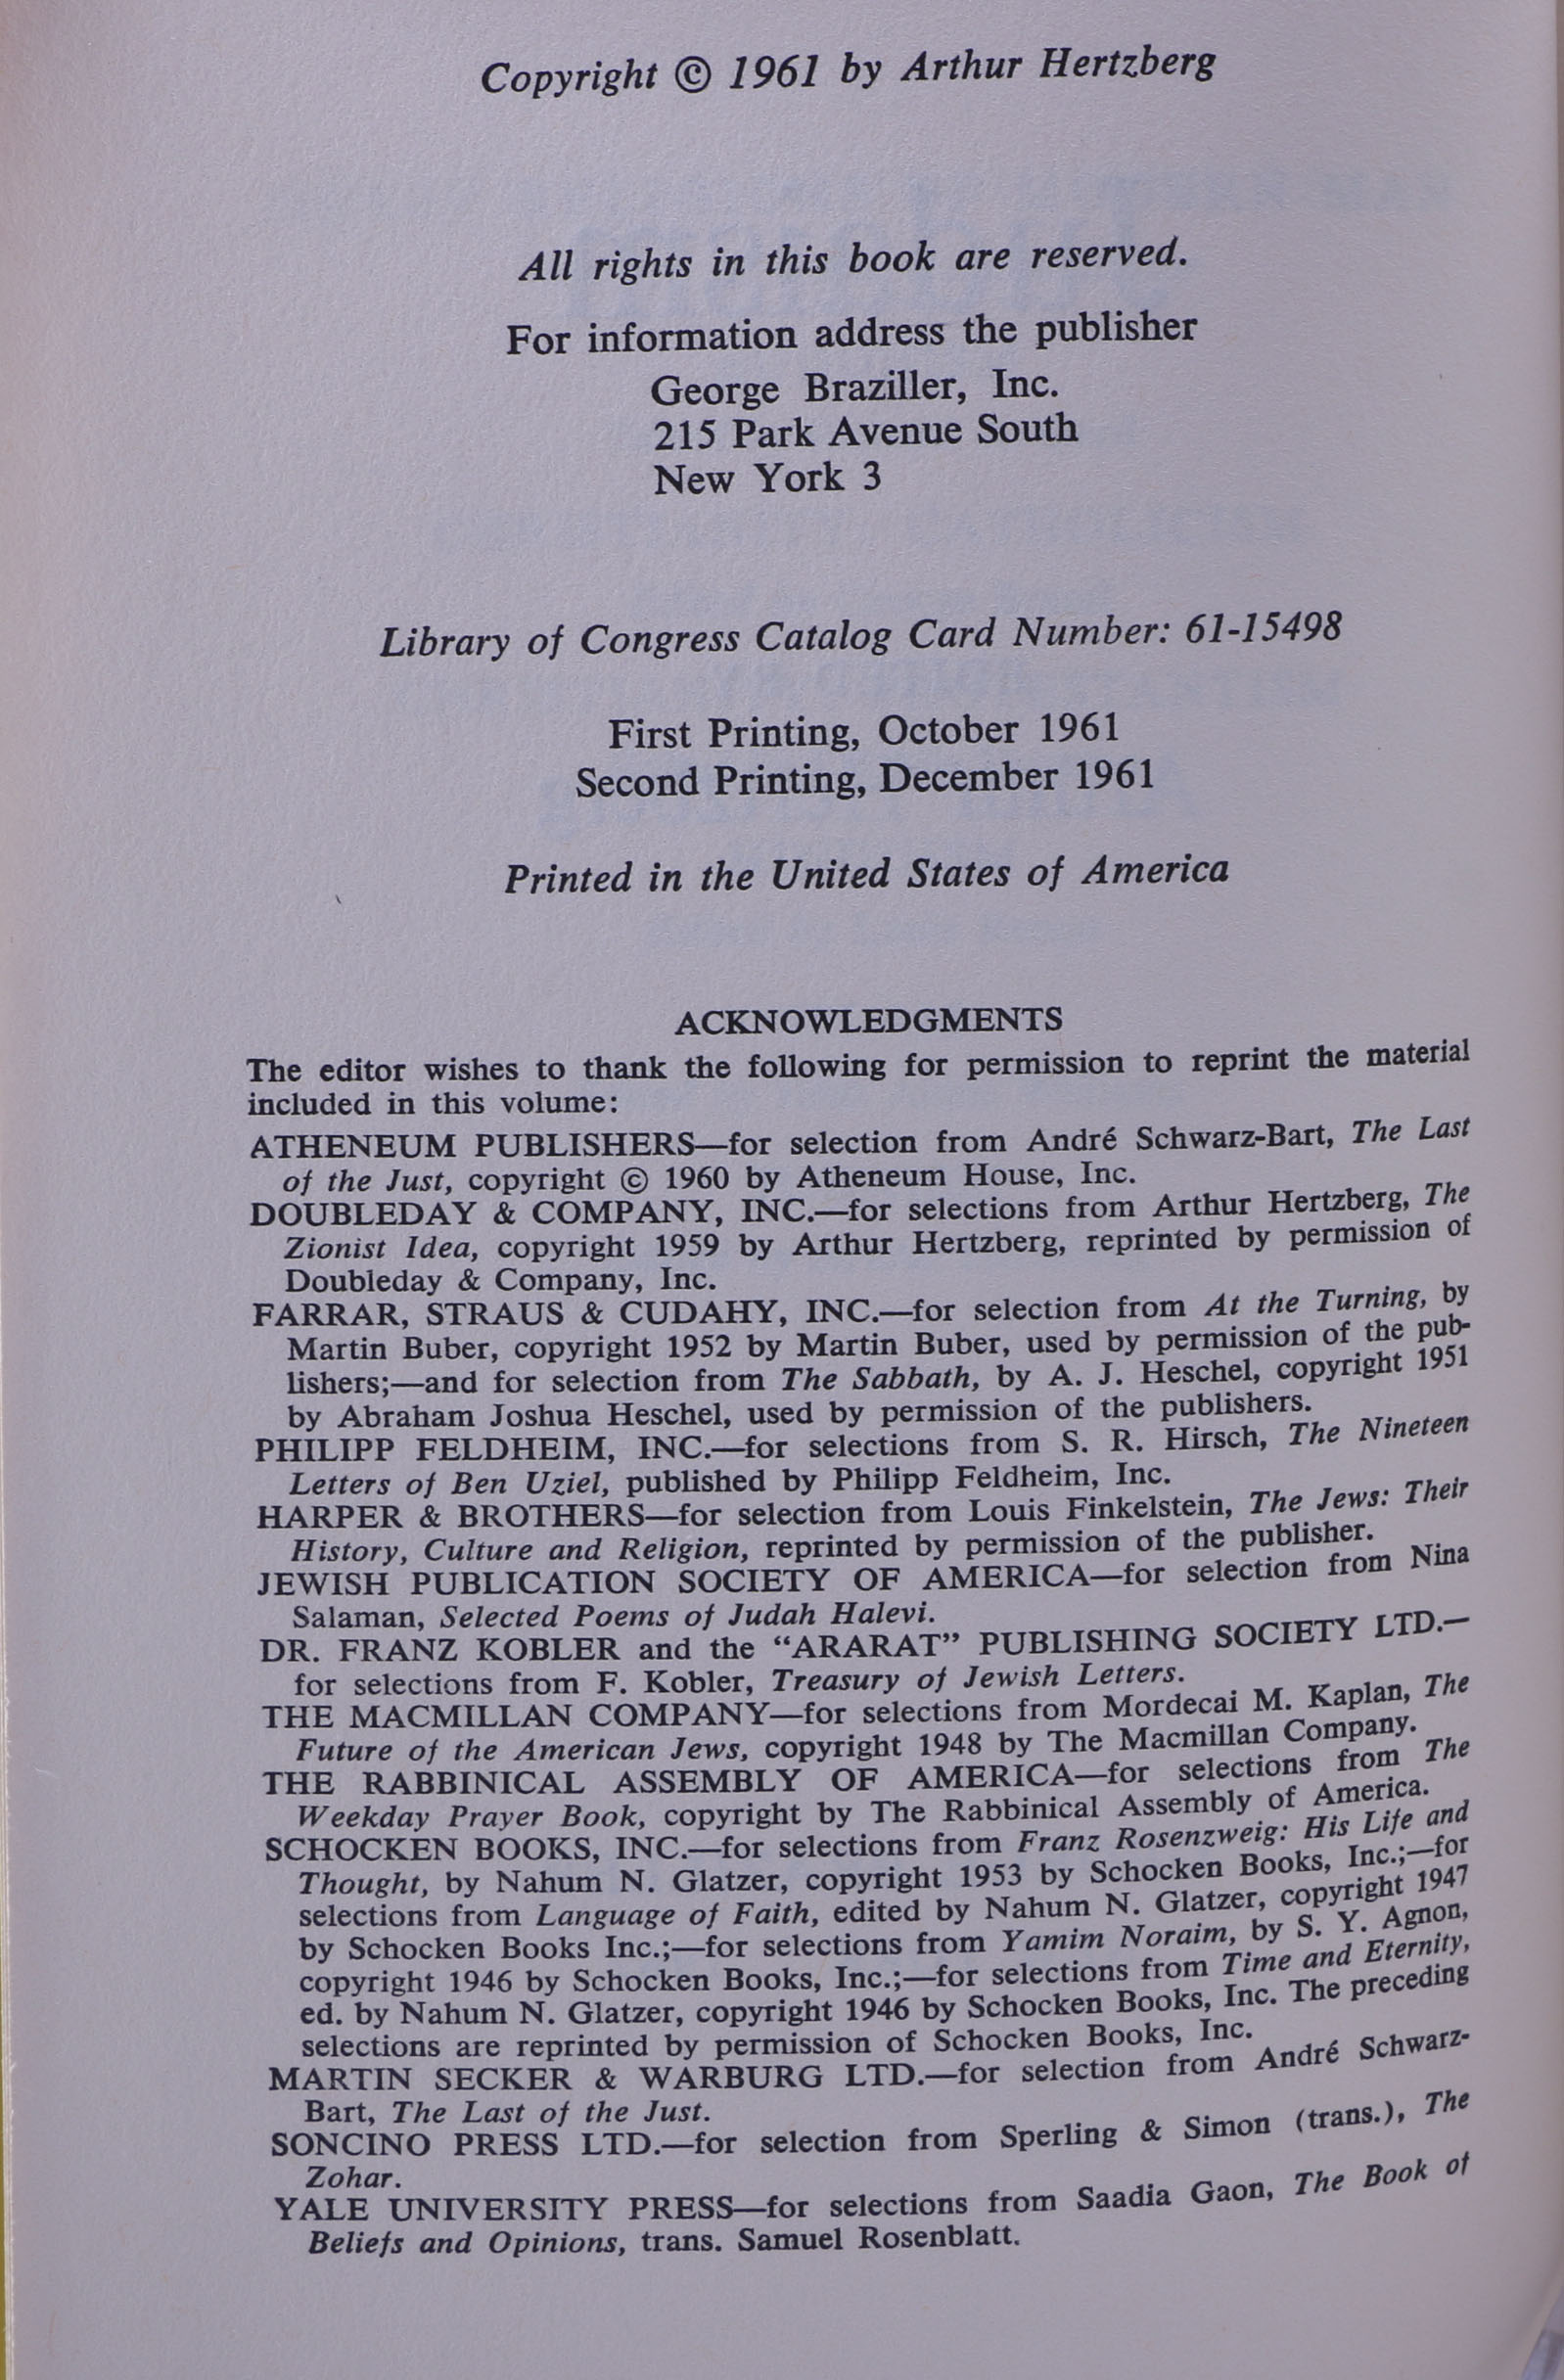 Copyright © 1961 by Arthur Hertzberg
All rights in this book are reserved.
For information address the publisher
George Braziller, Inc.
215 Park Avenue South
New York 3
Library of Congress Catalog Card Number: 61-15498
First Printing, October 1961
Second Printing, December 1961
Printed in the United States of America
ACKNOWLEDGMENTS
The editor wishes to thank the following for permission to reprint the material
included in this volume:
ATHENEUM PUBLISHERS—for selection from André Schwarz-Bart, The Last
of the Just, copyright © 1960 by Atheneum House, Inc.
DOUBLEDAY & COMPANY, INC.—for selections from Arthur Hertzberg, The
Zionist Idea, copyright 1959 by Arthur Hertzberg, reprinted by permission of
Doubleday & Company, Inc.
FARRAR, STRAUS & CUDAHY, INC.—for selection from At the Turning, by
Martin Buber, copyright 1952 by Martin Buber, used by permission of the pub-
lishers;—and for selection from The Sabbath, by A. J. Heschel, copyright 1951
by Abraham Joshua Heschel, used by permission of the publishers.
PHILIPP FELDHEIM, INC.—for selections from S. R. Hirsch, The Nineteen
Letters of Ben Uziel, published by Philipp Feldheim, Inc.
HARPER & BROTHERS—for selection from Louis Finkelstein, The Jews: Their
History, Culture and Religion, reprinted by permission of the publisher.
JEWISH PUBLICATION SOCIETY OF AMERICA—for selection from Nina
Salaman, Selected Poems of Judah Halevi.
DR. FRANZ KOBLER and the “ARARAT” PUBLISHING SOCIETY LTD.—
for selections from F. Kobler, Treasury of Jewish Letters.
THE MACMILLAN COMPANY—for selections from Mordecai M. Kaplan, The
Future of the American Jews, copyright 1948 by The Macmillan Company.
THE RABBINICAL ASSEMBLY OF AMERICA—for selections from The
Weekday Prayer Book, copyright by The Rabbinical Assembly of America.
SCHOCKEN BOOKS, INC.—for selections from Franz Rosenzweig: His Life and
Thought, by Nahum N. Glatzer, copyright 1953 by Schocken Books, Inc.;—for
selections from Language of Faith, edited by Nahum N. Glatzer, copyright 1947
by Schocken Books Inc.;—for selections from Yamim Noraim, by S. Y. Agnon,
copyright 1946 by Schocken Books, Inc.;—for selections from Time and Eternity,
ed. by Nahum N. Glatzer, copyright 1946 by Schocken Books, Inc. The preceding
selections are reprinted by permission of Schocken Books, Inc.
MARTIN SECKER & WARBURG LTD.—for selection from André Schwarz-
Bart, The Last of the Just.
SONCINO PRESS LTD.—for selection from Sperling & Simon (trans.), The
Zohar.
YALE UNIVERSITY PRESS—for selections from Saadia Gaon, The Book of
Beliefs and Opinions, trans. Samuel Rosenblatt.